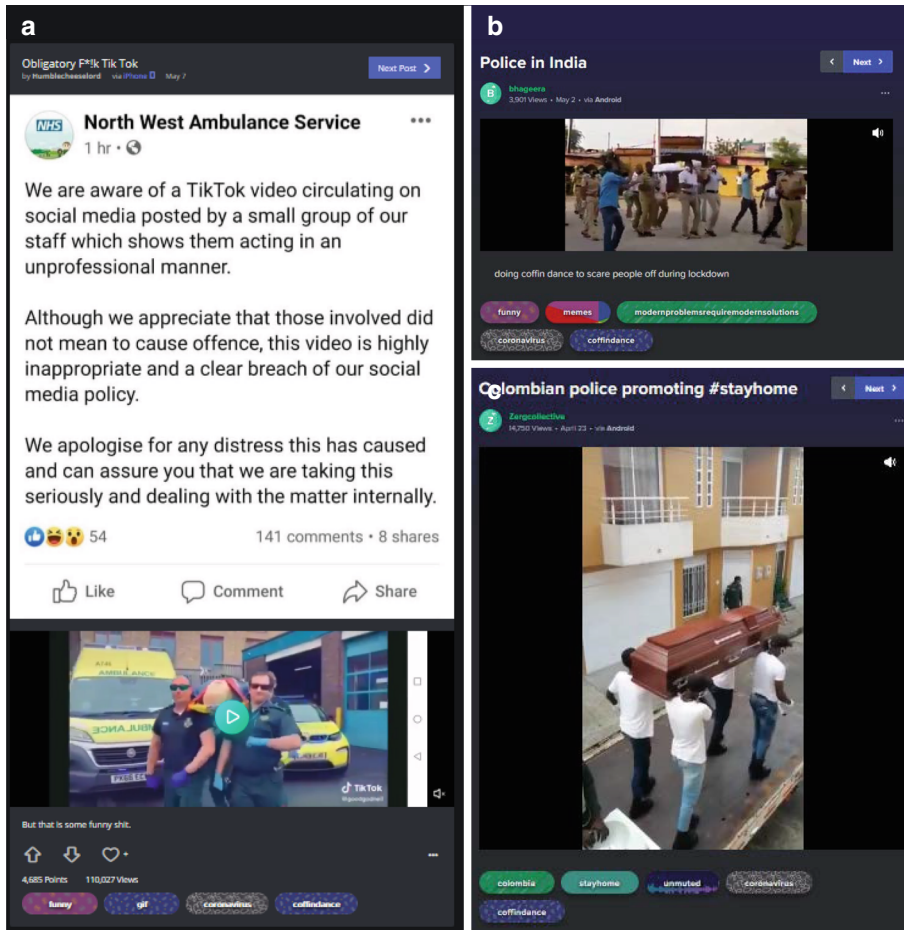 a
Obligatory F*!k Tik Tok
by Humblecheeselord via iPhone May 7
Next Post >
NHS
North West Ambulance Service
1 hr •
We are aware of a TikTok video circulating on
social media posted by a small group of our
staff which shows them acting in an
unprofessional manner.
Although we appreciate that those involved did
not mean to cause offence, this video is highly
inappropriate and a clear breach of our social
media policy.
We apologise for any distress this has caused
and can assure you that we are taking this
seriously and dealing with the matter internally.
54
141 comments • 8 shares
Like
Comment
Share
AMBULANCE
TikTok
But that is some funny shit.
4,685 Points 110,027 Views
funny
gif
coronavirus
coffindance
b
Police in India
< Next >
B
bhageera
3,901 Views • May 2 • via Android
doing coffin dance to scare people off during lockdown
funny
memes
modernproblemsrequiremodernsolutions
coronavirus
coffindance
c
Colombian police promoting #stayhome
< Next >
Z
Zergcollective
14,750 Views • April 23 • via Android
colombia
stayhome
unmuted
coronavirus
coffindance